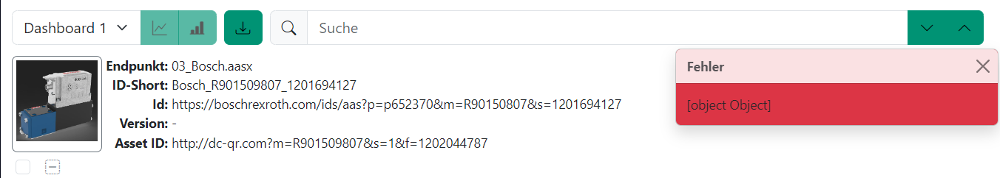 Dashboard 1
Suche
Endpunkt: 03_Bosch.aasx
ID-Short: Bosch_R901509807_1201694127
Id: https://boschrexroth.com/ids/aas?p=p652370&m=R90150807&s=1201694127
Version: -
Asset ID: http://dc-qr.com?m=R901509807&s=1&f=1202044787
Fehler
[object Object]